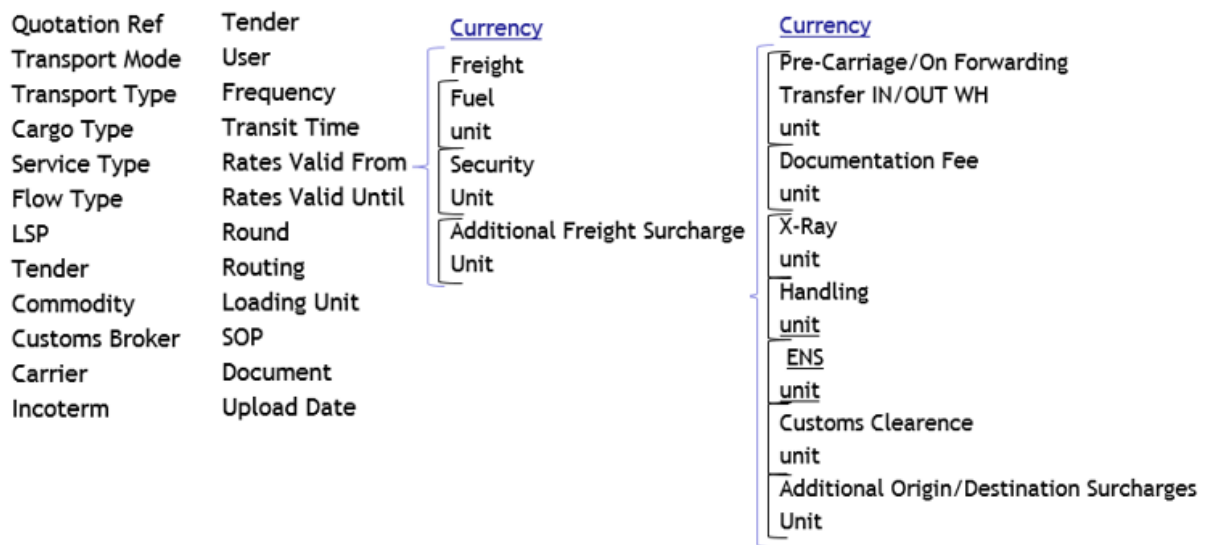 Quotation Ref
Transport Mode
Transport Type
Cargo Type
Service Type
Flow Type
LSP
Tender
Commodity
Customs Broker
Carrier
Incoterm
Tender
User
Frequency
Transit Time
Rates Valid From
Rates Valid Until
Round
Routing
Loading Unit
SOP
Document
Upload Date
Currency
Freight
Fuel
unit
Security
Unit
Additional Freight Surcharge
Unit
Currency
Pre-Carriage/On Forwarding
Transfer IN/OUT WH
unit
Documentation Fee
unit
X-Ray
unit
Handling
unit
ENS
unit
Customs Clearence
unit
Additional Origin/Destination Surcharges
Unit